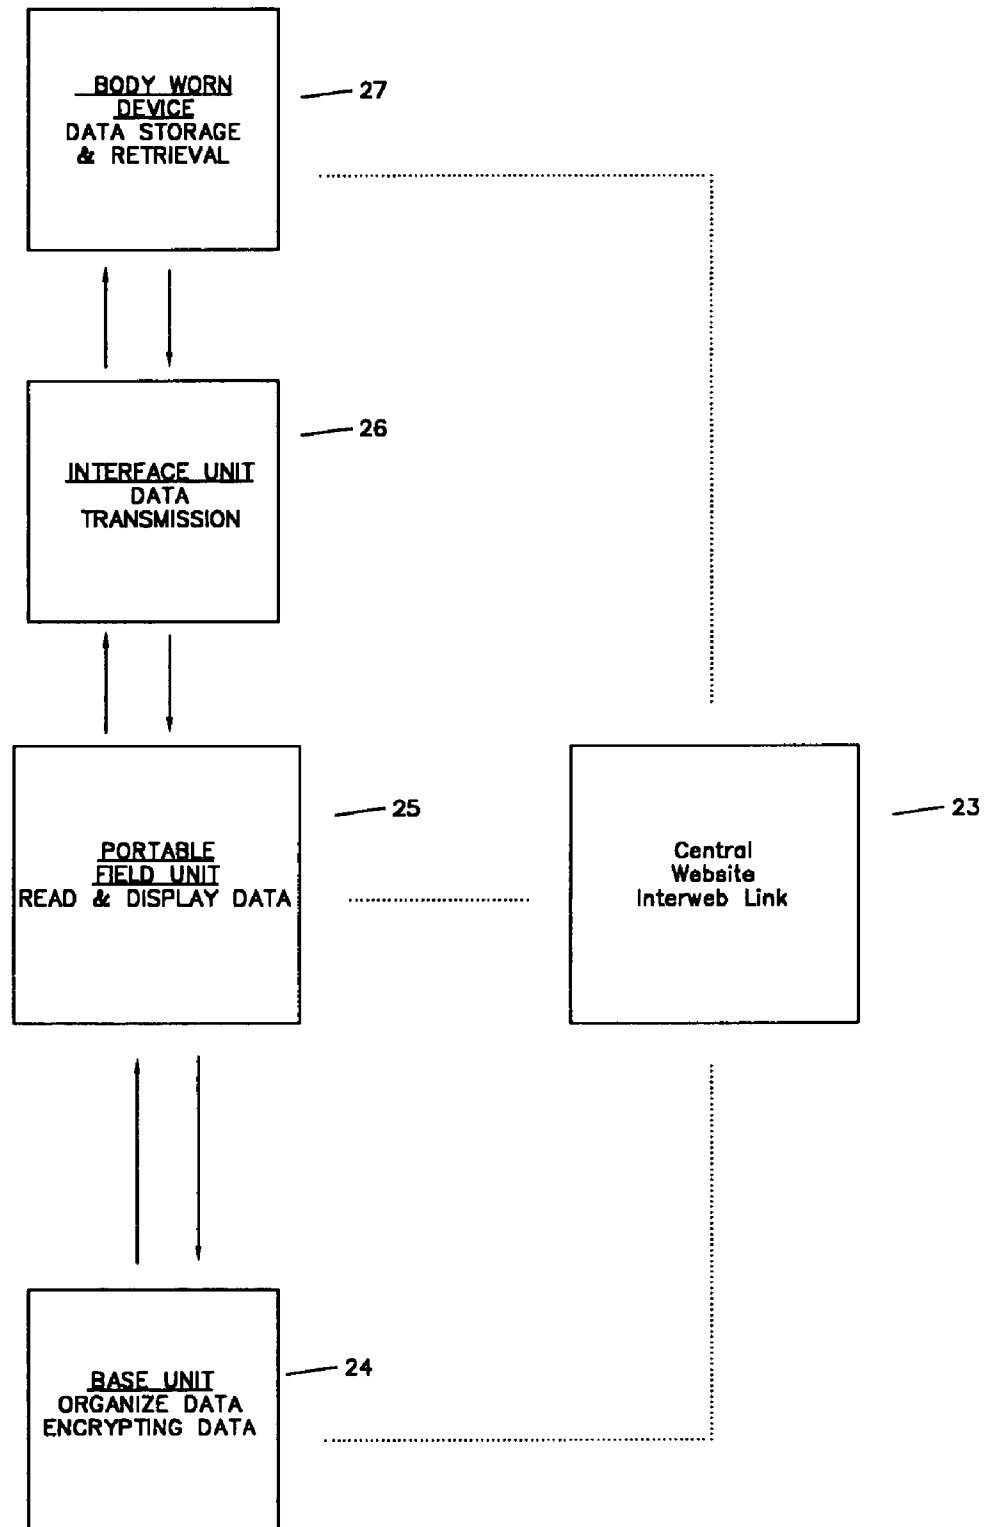 BODY WORN
DEVICE
DATA STORAGE
& RETRIEVAL
27
INTERFACE UNIT
DATA
TRANSMISSION
26
PORTABLE
FIELD UNIT
READ & DISPLAY DATA
25
Central
Website
Interweb Link
23
BASE UNIT
ORGANIZE DATA
ENCRYPTING DATA
24